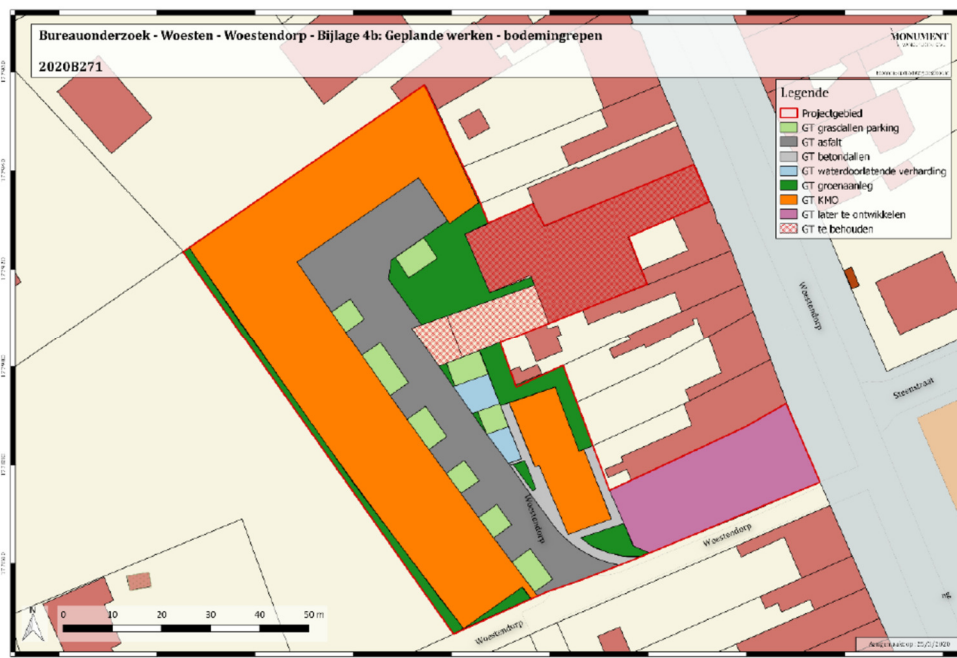 Bureauonderzoek - Woesten - Woestendorp - Bijlage 4b: Geplande werken - bodemingrepen
2020B271
MONUMENT
Legende
Projectgebied
GT grasdallen parking
GT asfalt
GT betondallen
GT waterdoorlatende verharding
GT groenaanleg
GT KMO
GT later te ontwikkelen
GT te behouden
Woestendorp
Steenstraat
Woestendorp
Woestendorp
Woestendorp
N
0 10 20 30 40 50 m